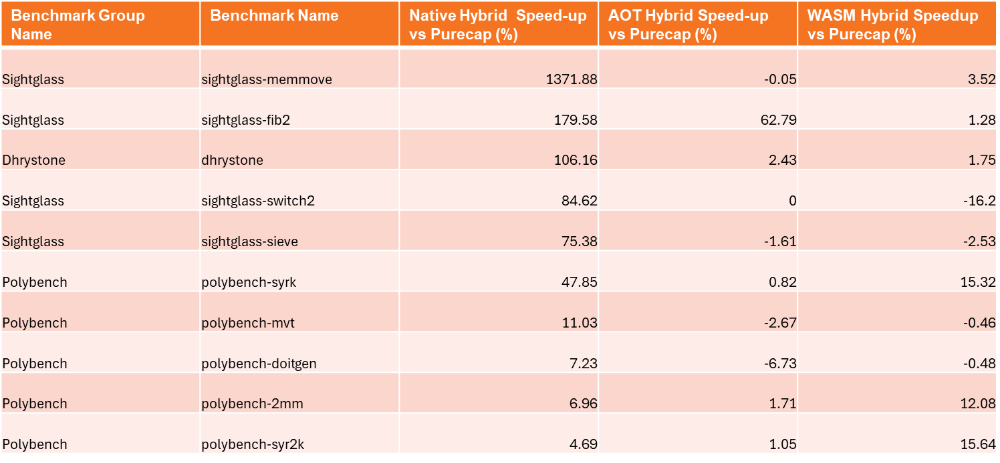 Benchmark Group Name Benchmark Name Native Hybrid Speed-up vs Purecap (%) AOT Hybrid Speed-up vs Purecap (%) WASM Hybrid Speedup vs Purecap (%)
Sightglass sightglass-memmove 1371.88 -0.05 3.52
Sightglass sightglass-fib2 179.58 62.79 1.28
Dhrystone dhrystone 106.16 2.43 1.75
Sightglass sightglass-switch2 84.62 0 -16.2
Sightglass sightglass-sieve 75.38 -1.61 -2.53
Polybench polybench-syrk 47.85 0.82 15.32
Polybench polybench-mvt 11.03 -2.67 -0.46
Polybench polybench-doitgen 7.23 -6.73 -0.48
Polybench polybench-2mm 6.96 1.71 12.08
Polybench polybench-syr2k 4.69 1.05 15.64